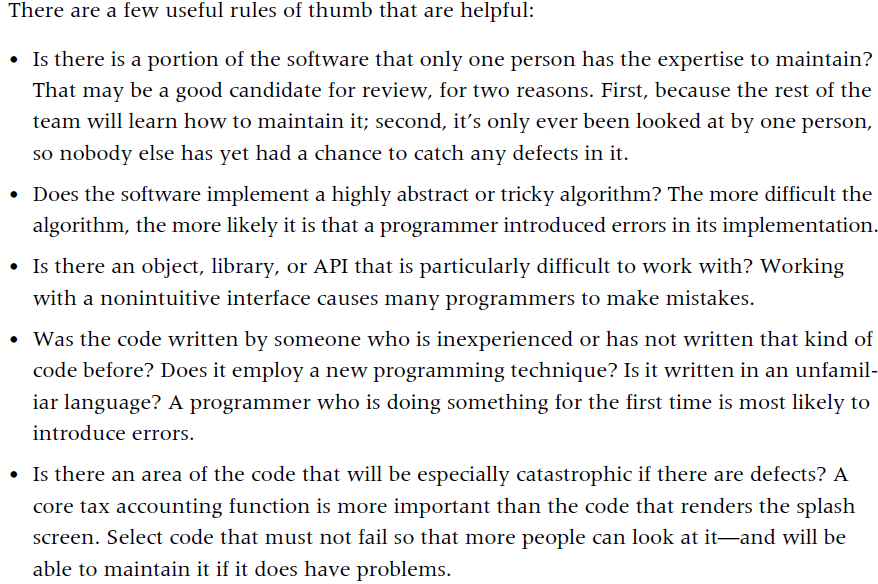 There are a few useful rules of thumb that are helpful:
• Is there is a portion of the software that only one person has the expertise to maintain?
That may be a good candidate for review, for two reasons. First, because the rest of the
team will learn how to maintain it; second, it’s only ever been looked at by one person,
so nobody else has yet had a chance to catch any defects in it.
• Does the software implement a highly abstract or tricky algorithm? The more difficult the
algorithm, the more likely it is that a programmer introduced errors in its implementation.
• Is there an object, library, or API that is particularly difficult to work with? Working
with a nonintuitive interface causes many programmers to make mistakes.
• Was the code written by someone who is inexperienced or has not written that kind of
code before? Does it employ a new programming technique? Is it written in an unfamil-
iar language? A programmer who is doing something for the first time is most likely to
introduce errors.
• Is there an area of the code that will be especially catastrophic if there are defects? A
core tax accounting function is more important than the code that renders the splash
screen. Select code that must not fail so that more people can look at it—and will be
able to maintain it if it does have problems.